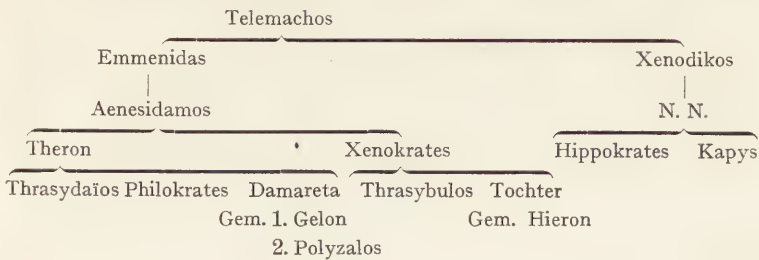 Telemachos
Emmenidas Xenodikos
Aenesidamos N. N.
Theron Xenokrates Hippokrates Kapys
Thrasydaïos Philokrates Damareta Thrasybulos Tochter
Gem. 1. Gelon Gem. Hieron
2. Polyzalos